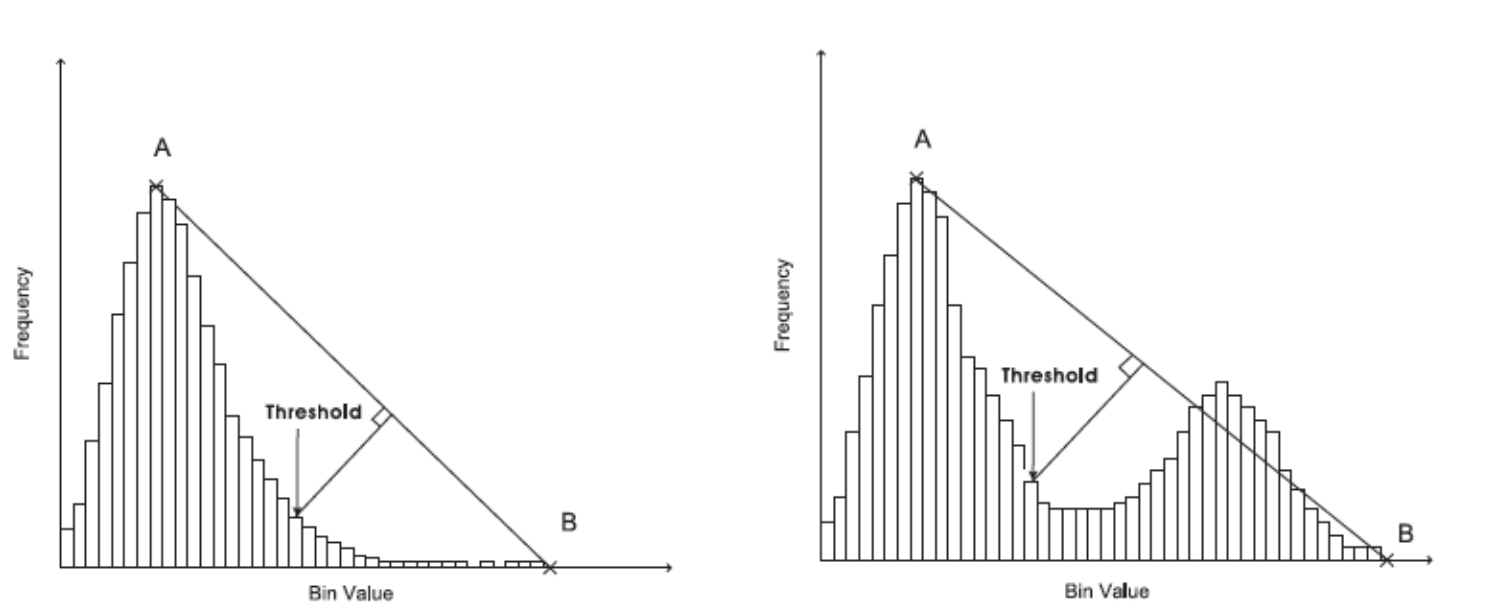 A
Frequency
Threshold
B
Bin Value
A
Frequency
Threshold
B
Bin Value